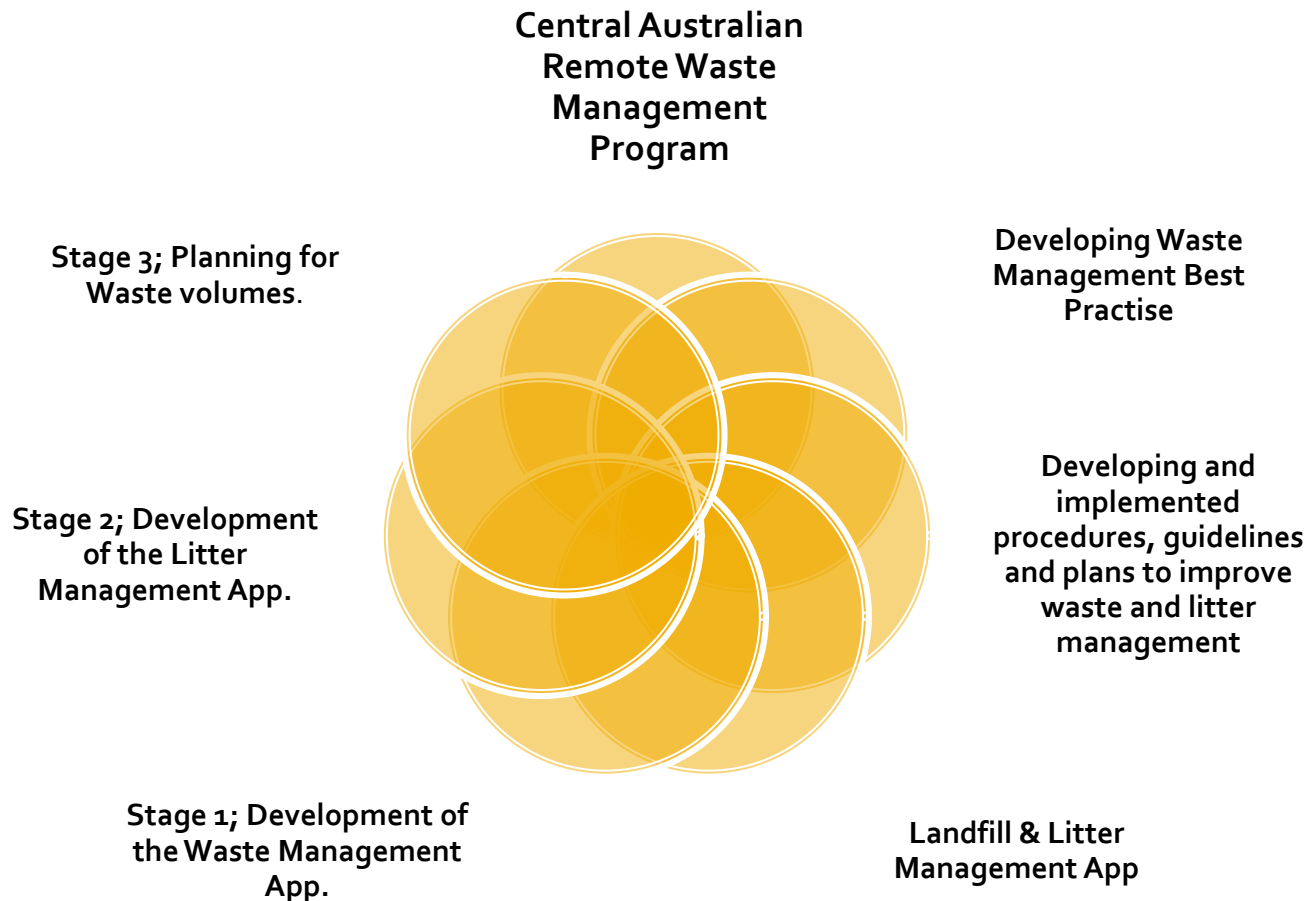 Central Australian
Remote Waste
Management
Program
Developing Waste
Management Best
Practise
Developing and
implemented
procedures, guidelines
and plans to improve
waste and litter
management
Landfill & Litter
Management App
Stage 1; Development of
the Waste Management
App.
Stage 2; Development
of the Litter
Management App.
Stage 3; Planning for
Waste volumes.